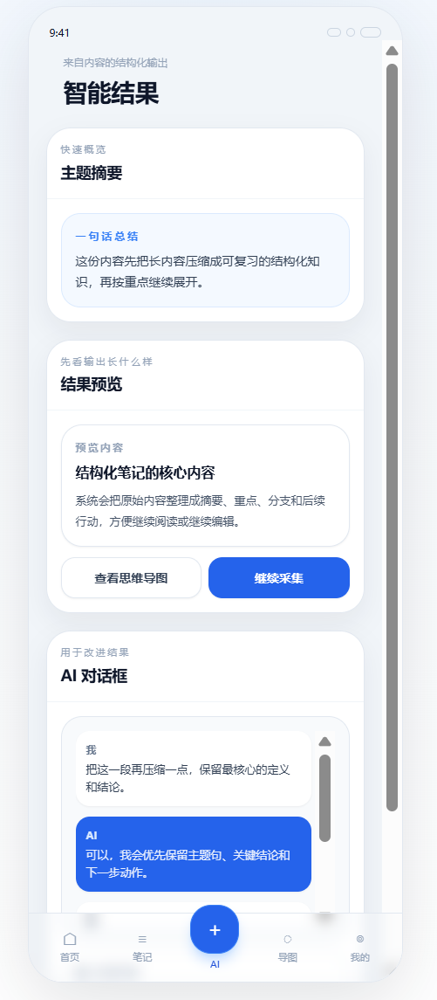 9:41
来自内容的结构化输出
智能结果
快速概览
主题摘要
一句话总结
这份内容先把长内容压缩成可复习的结构化知
识，再按重点继续展开。
先看输出长什么样
结果预览
预览内容
结构化笔记的核心内容
系统会把原始内容整理成摘要、重点、分支和后续
行动，方便继续阅读或继续编辑。
查看思维导图
继续采集
用于改进结果
AI 对话框
我
把这一段再压缩一点，保留最核心的定义
和结论。
AI
可以，我会优先保留主题句、关键结论和
下一步动作。
首页
笔记
AI
导图
我的